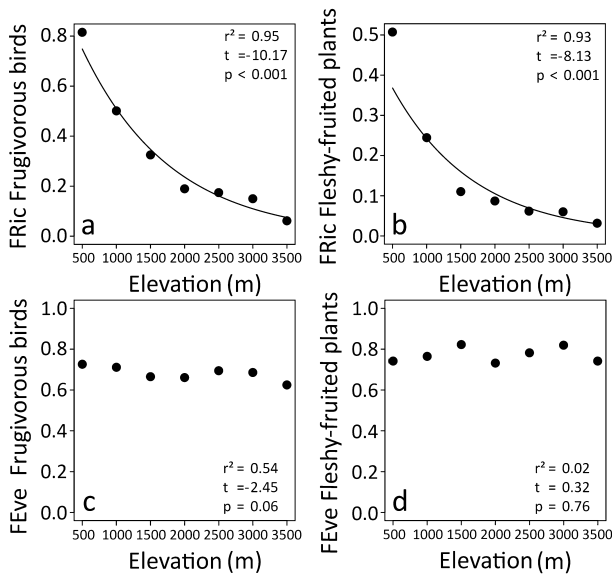 FRic Frugivorous birds
0.8
0.6
0.4
0.2
0.0
r² = 0.95
t =-10.17
p < 0.001
a
500 1000 1500 2000 2500 3000 3500
Elevation (m)
FRic Fleshy-fruited plants
0.5
0.4
0.3
0.2
0.1
0.0
r² = 0.93
t =-8.13
p < 0.001
b
500 1000 1500 2000 2500 3000 3500
Elevation (m)
FEve Frugivorous birds
1.0
0.8
0.6
0.4
0.2
0.0
r² = 0.54
t =-2.45
p = 0.06
c
500 1000 1500 2000 2500 3000 3500
Elevation (m)
FEve Fleshy-fruited plants
1.0
0.8
0.6
0.4
0.2
0.0
r² = 0.02
t = 0.32
p = 0.76
d
500 1000 1500 2000 2500 3000 3500
Elevation (m)